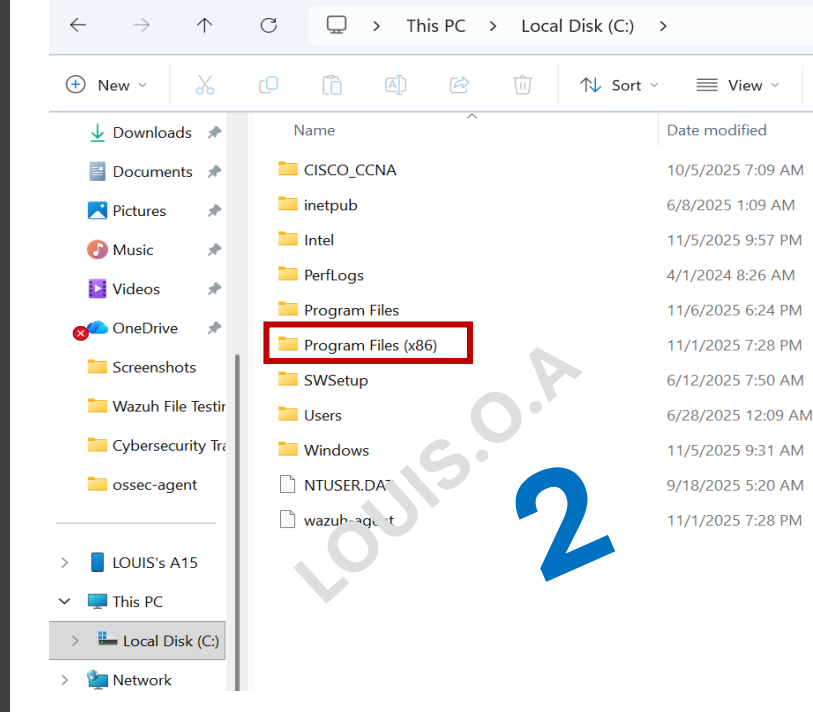 This PC > Local Disk (C:) >
New
Sort
View
Name
Date modified
Downloads
Documents
Pictures
Music
Videos
OneDrive
Screenshots
Wazuh File Testin
Cybersecurity Tra
ossec-agent
LOUIS's A15
This PC
Local Disk (C:)
Network
CISCO_CCNA 10/5/2025 7:09 AM
inetpub 6/8/2025 1:09 AM
Intel 11/5/2025 9:57 PM
PerfLogs 4/1/2024 8:26 AM
Program Files 11/6/2025 6:24 PM
Program Files (x86) 11/1/2025 7:28 PM
SWSetup 6/12/2025 7:50 AM
Users 6/28/2025 12:09 AM
Windows 11/5/2025 9:31 AM
NTUSER.DAT 9/18/2025 5:20 AM
wazuh-agent 11/1/2025 7:28 PM
LOUIS.O.A
2